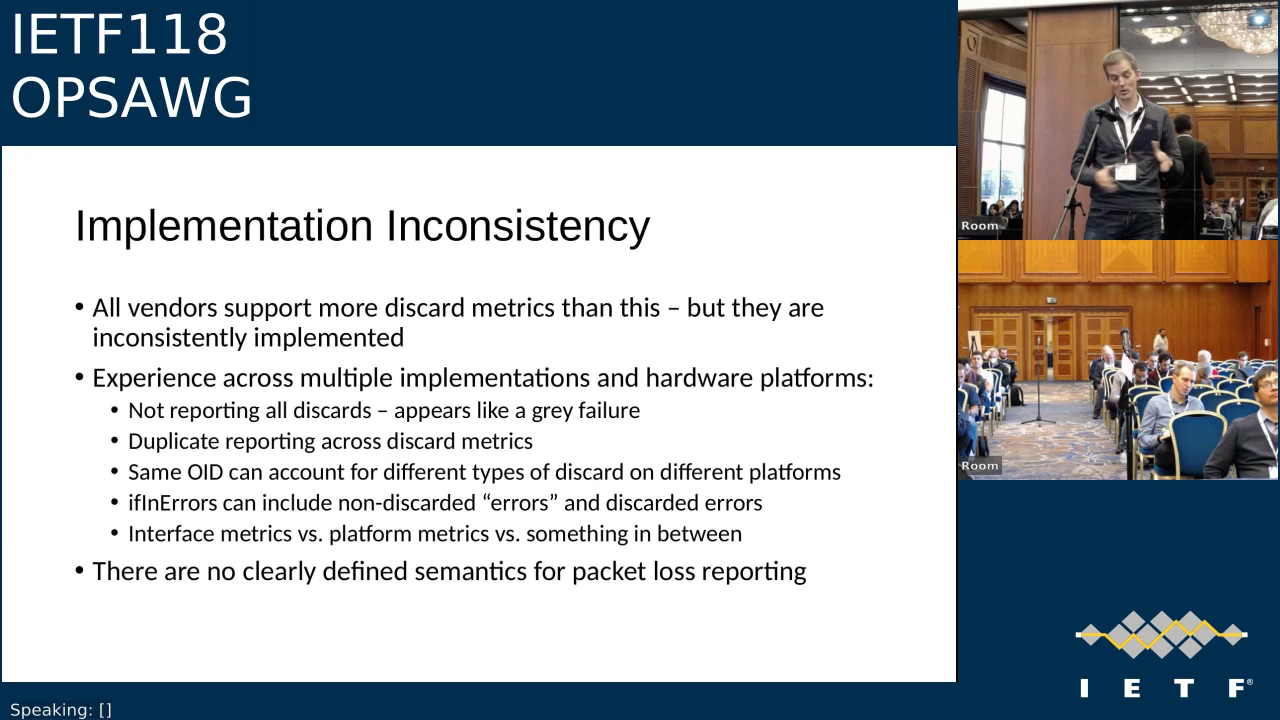 IETF118
OPSAWG
Implementation Inconsistency
• All vendors support more discard metrics than this – but they are
inconsistently implemented
• Experience across multiple implementations and hardware platforms:
• Not reporting all discards – appears like a grey failure
• Duplicate reporting across discard metrics
• Same OID can account for different types of discard on different platforms
• ifInErrors can include non-discarded “errors” and discarded errors
• Interface metrics vs. platform metrics vs. something in between
• There are no clearly defined semantics for packet loss reporting
Room
Room
I E T F®
Speaking: []